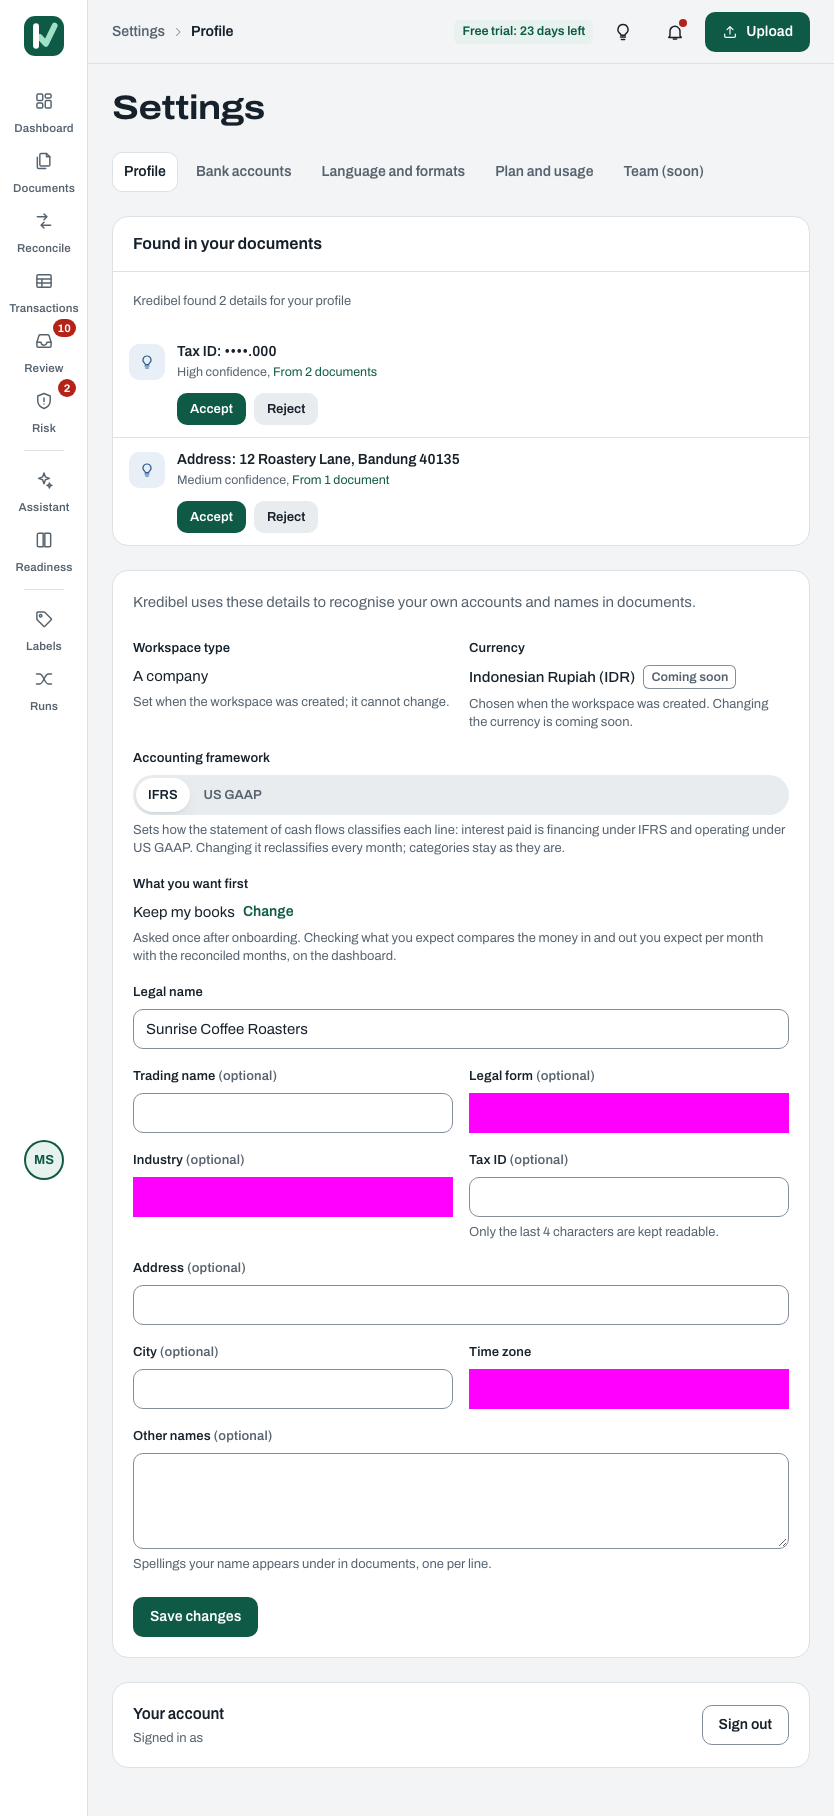 Settings > Profile
Free trial: 23 days left
Upload
Dashboard
Documents
Reconcile
Transactions
10
Review
2
Risk
Assistant
Readiness
Labels
Runs
MS
Settings
Profile
Bank accounts
Language and formats
Plan and usage
Team (soon)
Found in your documents
Kredibel found 2 details for your profile
Tax ID: ••••.000
High confidence, From 2 documents
Accept
Reject
Address: 12 Roastery Lane, Bandung 40135
Medium confidence, From 1 document
Accept
Reject
Kredibel uses these details to recognise your own accounts and names in documents.
Workspace type
A company
Set when the workspace was created; it cannot change.
Currency
Indonesian Rupiah (IDR)
Coming soon
Chosen when the workspace was created. Changing
the currency is coming soon.
Accounting framework
IFRS
US GAAP
Sets how the statement of cash flows classifies each line: interest paid is financing under IFRS and operating under
US GAAP. Changing it reclassifies every month; categories stay as they are.
What you want first
Keep my books Change
Asked once after onboarding. Checking what you expect compares the money in and out you expect per month
with the reconciled months, on the dashboard.
Legal name
Sunrise Coffee Roasters
Trading name (optional)
Legal form (optional)
Industry (optional)
Tax ID (optional)
Only the last 4 characters are kept readable.
Address (optional)
City (optional)
Time zone
Other names (optional)
Spellings your name appears under in documents, one per line.
Save changes
Your account
Signed in as
Sign out